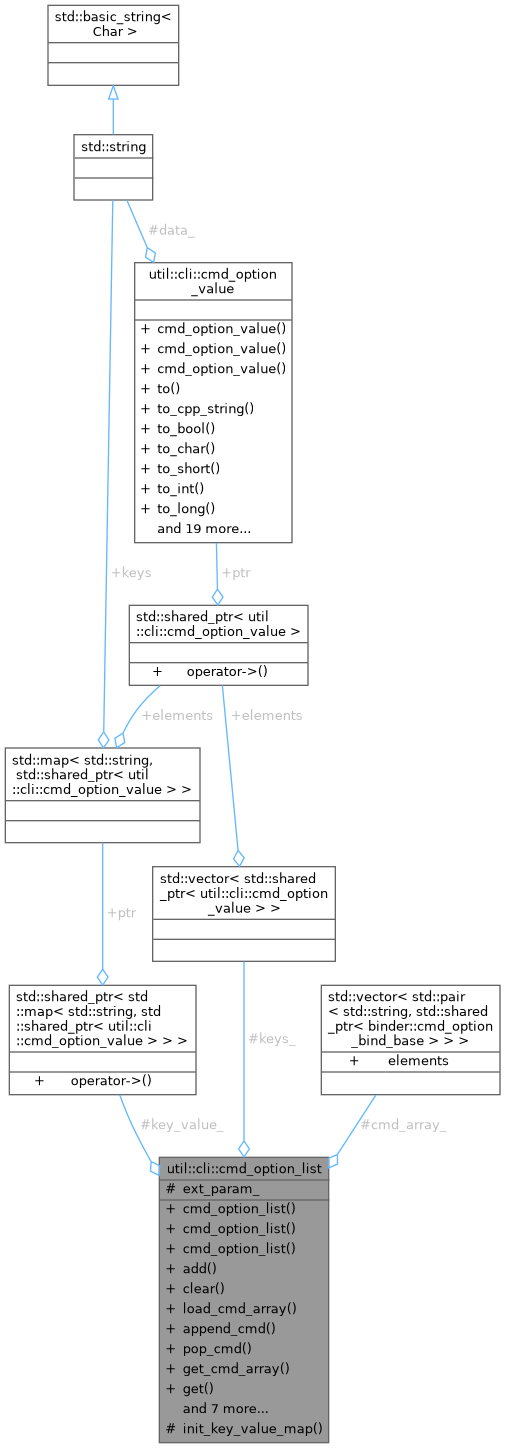 std::basic_string<
Char >
std::string
#data_
util::cli::cmd_option
_value
+ cmd_option_value()
+ cmd_option_value()
+ cmd_option_value()
+ to()
+ to_cpp_string()
+ to_bool()
+ to_char()
+ to_short()
+ to_int()
+ to_long()
and 19 more...
+keys
+ptr
std::shared_ptr< util
::cli::cmd_option_value >
+ operator->()
+elements
+elements
std::map< std::string,
std::shared_ptr< util
::cli::cmd_option_value > >
std::vector< std::shared
_ptr< util::cli::cmd_option
_value > >
+ptr
std::shared_ptr< std
::map< std::string, std
::shared_ptr< util::cli
::cmd_option_value > > >
+ operator->()
#keys_
std::vector< std::pair
< std::string, std::shared
_ptr< binder::cmd_option
_bind_base > > >
+ elements
#key_value_
#cmd_array_
util::cli::cmd_option_list
# ext_param_
+ cmd_option_list()
+ cmd_option_list()
+ cmd_option_list()
+ add()
+ clear()
+ load_cmd_array()
+ append_cmd()
+ pop_cmd()
+ get_cmd_array()
+ get()
and 7 more...
# init_key_value_map()